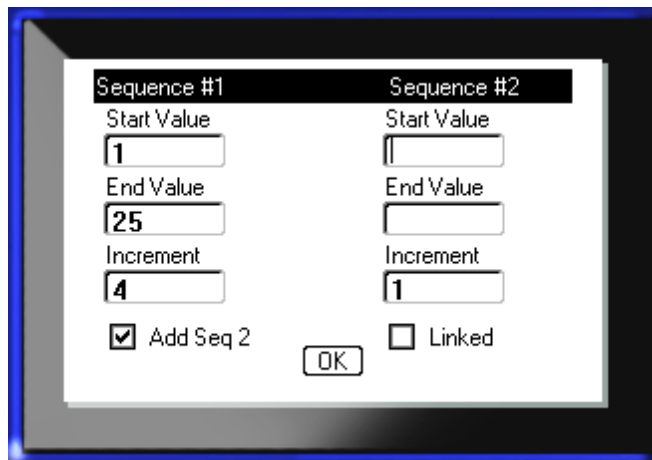 Sequence #1 Sequence #2
Start Value Start Value
1
End Value End Value
25
Increment Increment
4 1
Add Seq 2 Linked
OK